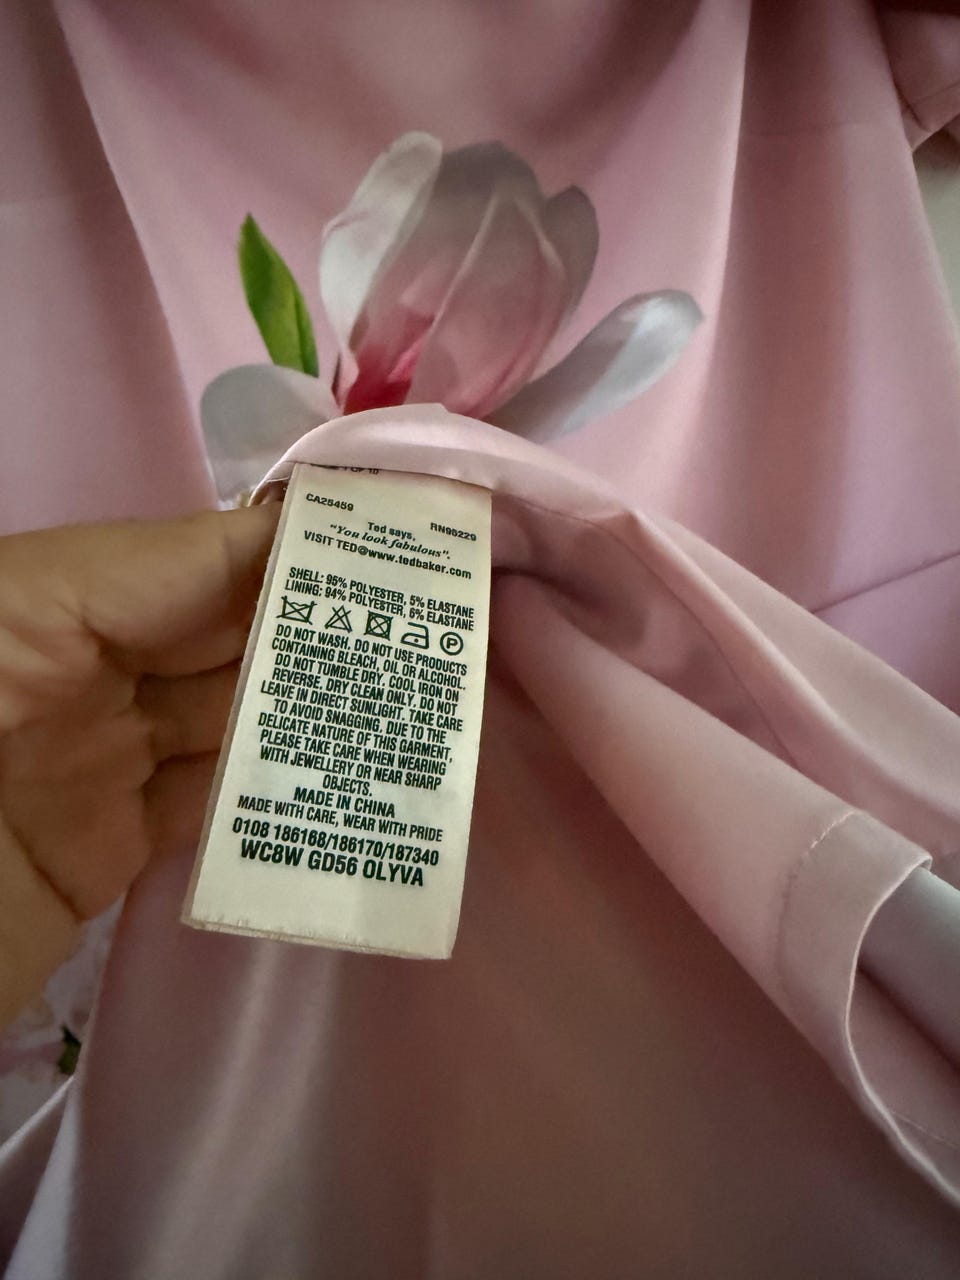 OF 10
CA25459
RN98229
Ted says,
"You look fabulous".
VISIT TED@www.tedbaker.com
SHELL: 95% POLYESTER, 5% ELASTANE
LINING: 94% POLYESTER, 6% ELASTANE
P
DO NOT WASH. DO NOT USE PRODUCTS
CONTAINING BLEACH, OIL OR ALCOHOL.
DO NOT TUMBLE DRY. COOL IRON ON
REVERSE, DRY CLEAN ONLY, DO NOT
LEAVE IN DIRECT SUNLIGHT. TAKE CARE
TO AVOID SNAGGING, DUE TO THE
DELICATE NATURE OF THIS GARMENT,
PLEASE TAKE CARE WHEN WEARING
WITH JEWELLERY OR NEAR SHARP
OBJECTS.
MADE IN CHINA
MADE WITH CARE, WEAR WITH PRIDE
0108 186168/186170/187340
WC8W GD56 OLYVA